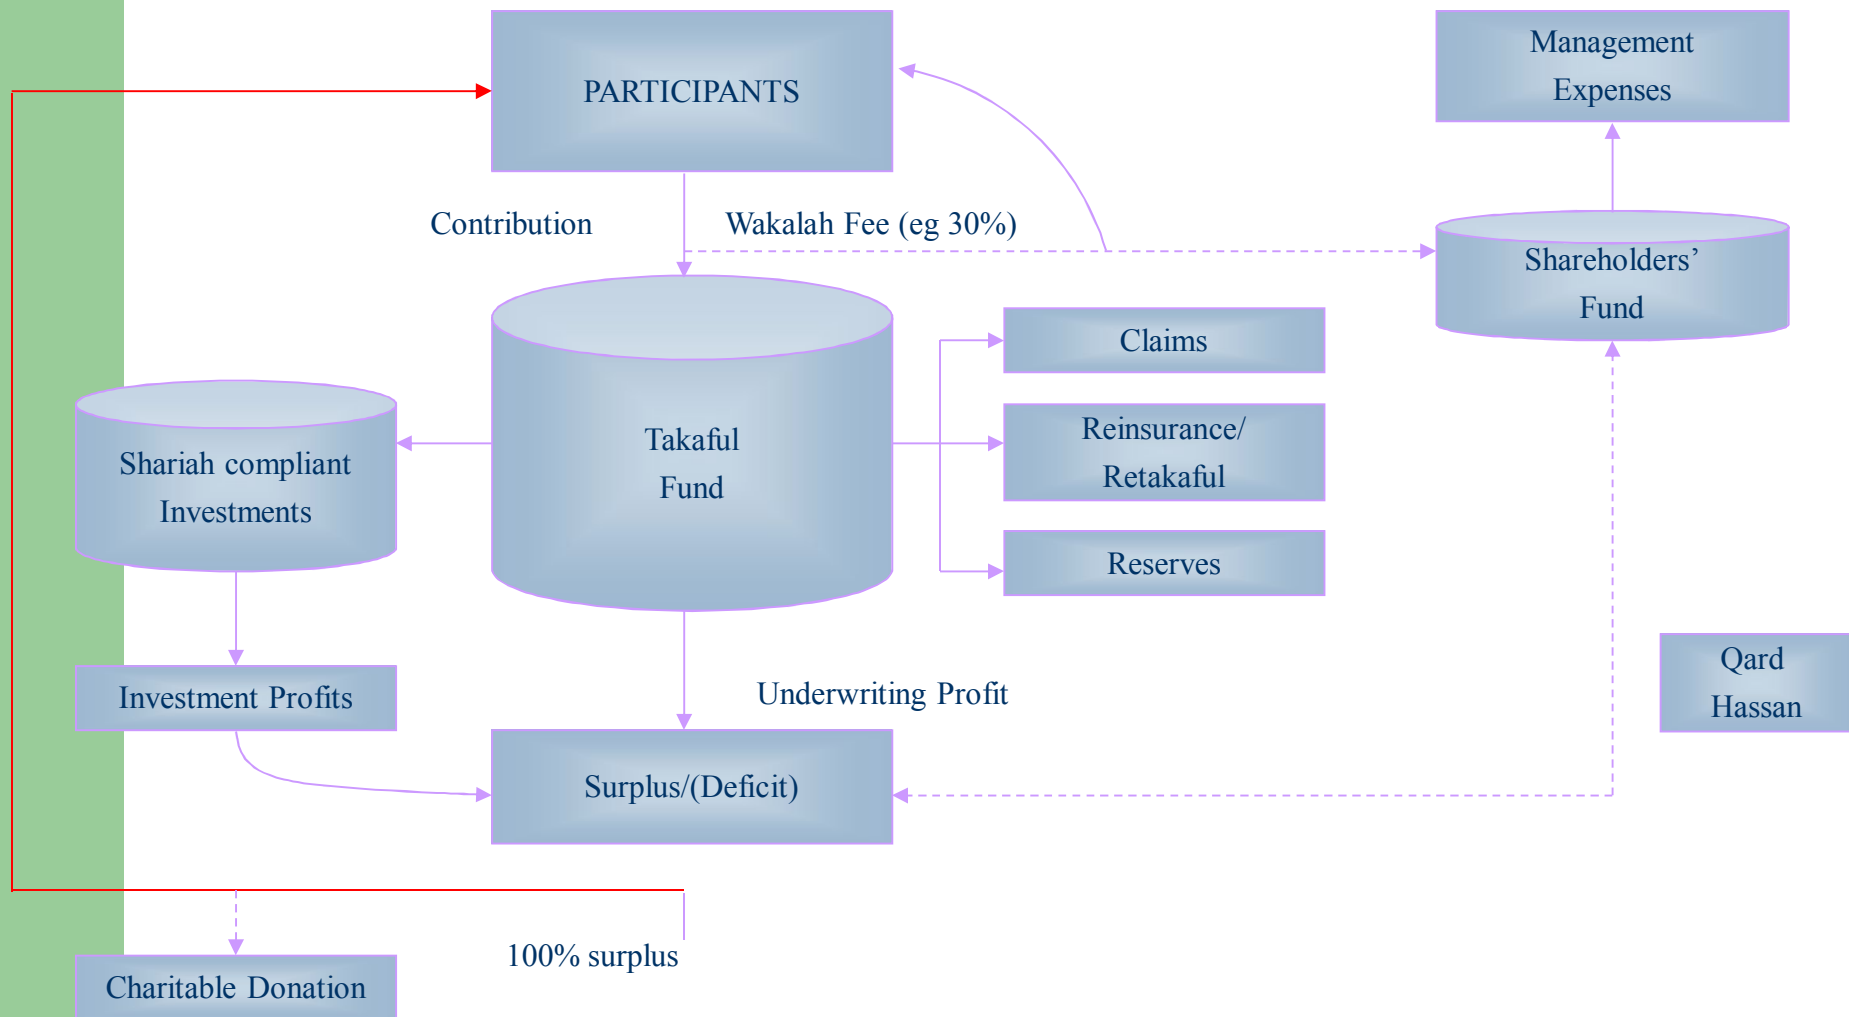 PARTICIPANTS
Management
Expenses
Contribution
Wakalah Fee (eg 30%)
Shareholders’
Fund
Claims
Reinsurance/
Retakaful
Reserves
Takaful
Fund
Shariah compliant
Investments
Investment Profits
Underwriting Profit
Surplus/(Deficit)
Qard
Hassan
100% surplus
Charitable Donation